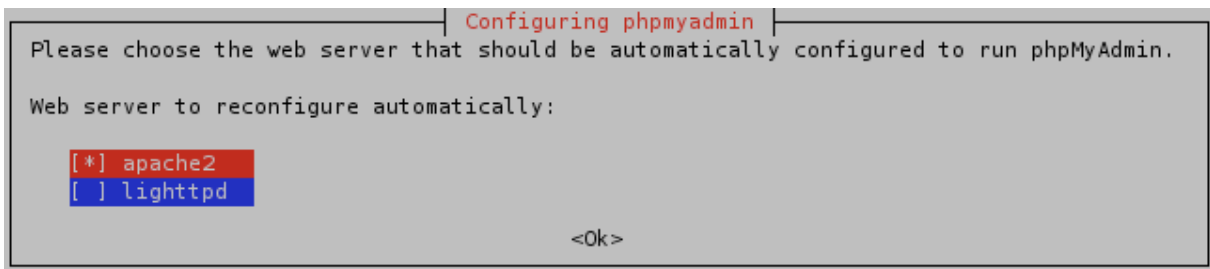 Configuring phpmyadmin
Please choose the web server that should be automatically configured to run phpMyAdmin.
Web server to reconfigure automatically:
[*] apache2
[ ] lighttpd
<Ok>